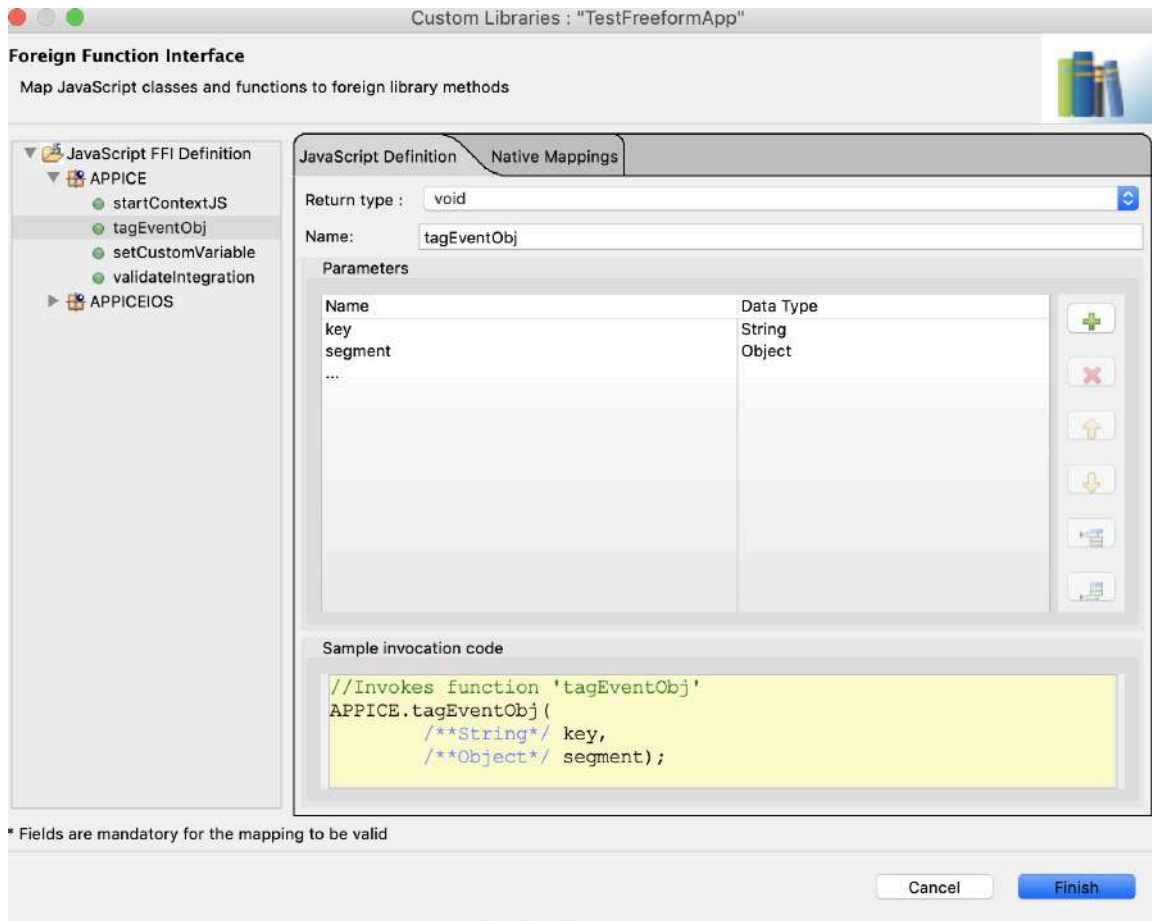 Custom Libraries : "TestFreeformApp"
Foreign Function Interface
Map JavaScript classes and functions to foreign library methods
JavaScript FFI Definition
APPICE
startContextJS
tagEventObj
setCustomVariable
validateIntegration
APPICEIOS
JavaScript Definition Native Mappings
Return type : void
Name: tagEventObj
Parameters
Name Data Type
key String
segment Object
...
Sample invocation code
//Invokes function 'tagEventObj'
APPICE.tagEventObj(
/**String*/ key,
/**Object*/ segment);
* Fields are mandatory for the mapping to be valid
Cancel Finish